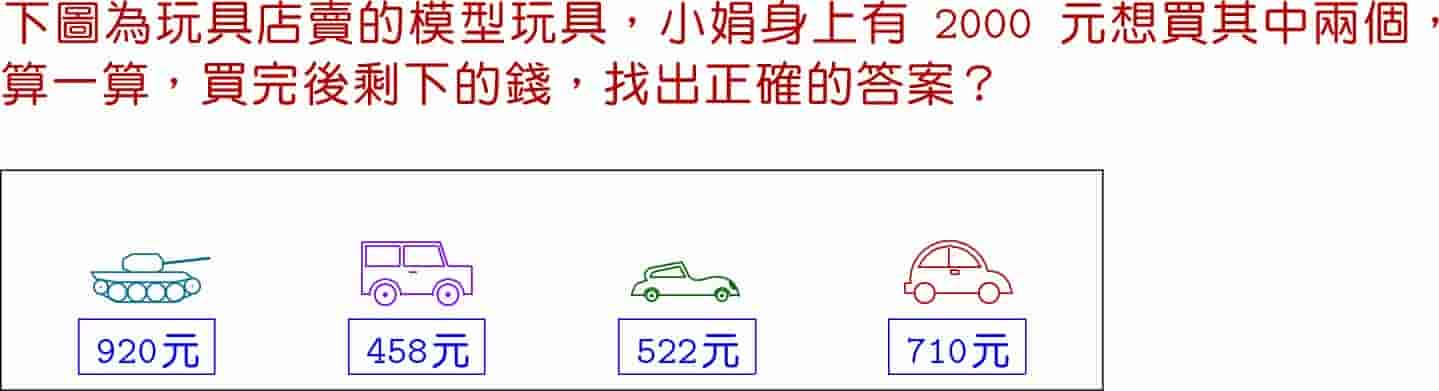 下圖為玩具店賣的模型玩具，小娟身上有 2000 元想買其中兩個，
算一算，買完後剩下的錢，找出正確的答案？
920元
458元
522元
710元